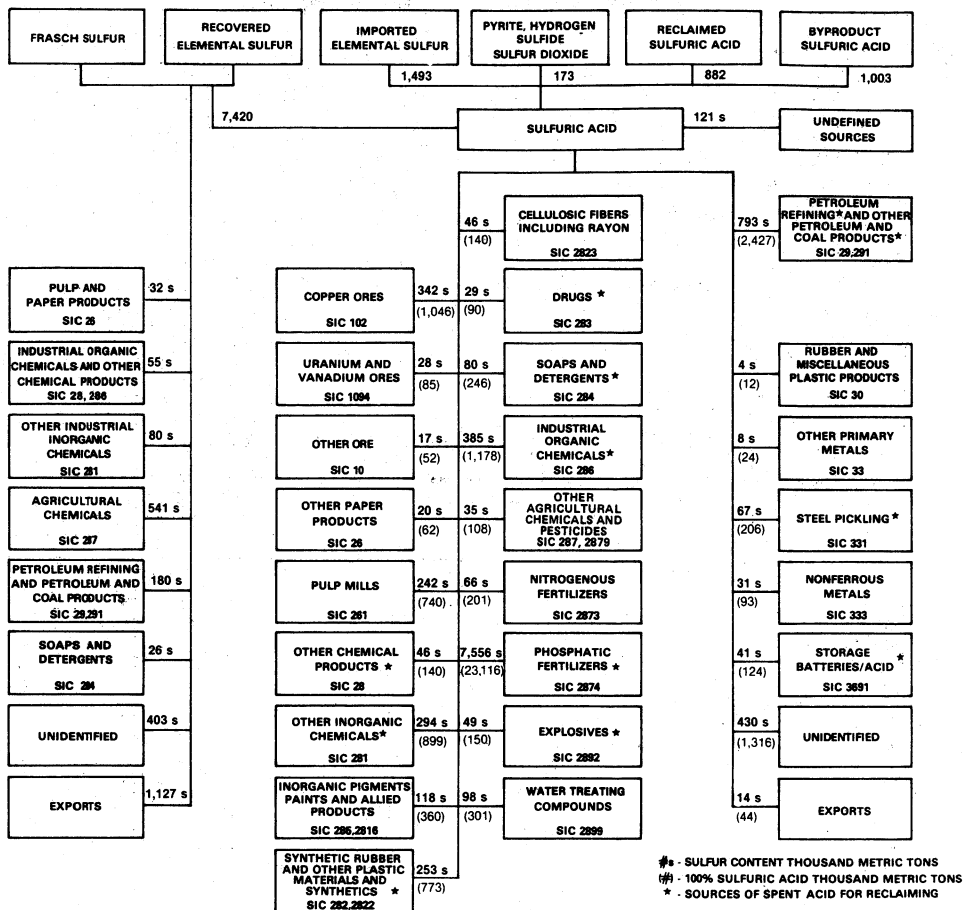 FRASCH SULFUR
RECOVERED
ELEMENTAL SULFUR
IMPORTED
ELEMENTAL SULFUR
PYRITE, HYDROGEN
SULFIDE
SULFUR DIOXIDE
RECLAIMED
SULFURIC ACID
BYPRODUCT
SULFURIC ACID
1,493
173
882
1,003
7,420
SULFURIC ACID
121 s
UNDEFINED
SOURCES
PULP AND
PAPER PRODUCTS
SIC 26
32 s
INDUSTRIAL ORGANIC
CHEMICALS AND OTHER
CHEMICAL PRODUCTS
SIC 28, 286
55 s
OTHER INDUSTRIAL
INORGANIC
CHEMICALS
SIC 281
80 s
AGRICULTURAL
CHEMICALS
SIC 287
541 s
PETROLEUM REFINING
AND PETROLEUM AND
COAL PRODUCTS
SIC 29,291
180 s
SOAPS AND
DETERGENTS
SIC 284
26 s
UNIDENTIFIED
403 s
EXPORTS
1,127 s
COPPER ORES
SIC 102
342 s
(1,046)
URANIUM AND
VANADIUM ORES
SIC 1094
28 s
(85)
OTHER ORE
SIC 10
17 s
(52)
OTHER PAPER
PRODUCTS
SIC 26
20 s
(62)
PULP MILLS
SIC 261
242 s
(740)
OTHER CHEMICAL
PRODUCTS *
SIC 28
46 s
(140)
OTHER INORGANIC
CHEMICALS*
SIC 281
294 s
(899)
INORGANIC PIGMENTS
PAINTS AND ALLIED
PRODUCTS
SIC 285,2816
118 s
(360)
SYNTHETIC RUBBER
AND OTHER PLASTIC
MATERIALS AND
SYNTHETICS *
SIC 282,2822
253 s
(773)
46 s
(140)
CELLULOSIC FIBERS
INCLUDING RAYON
SIC 2823
29 s
(90)
DRUGS *
SIC 283
80 s
(246)
SOAPS AND
DETERGENTS*
SIC 284
385 s
(1,178)
INDUSTRIAL
ORGANIC
CHEMICALS*
SIC 286
35 s
(108)
OTHER
AGRICULTURAL
CHEMICALS AND
PESTICIDES
SIC 287, 2879
66 s
(201)
NITROGENOUS
FERTILIZERS
SIC 2873
7,556 s
(23,116)
PHOSPHATIC
FERTILIZERS *
SIC 2874
49 s
(150)
EXPLOSIVES *
SIC 2892
98 s
(301)
WATER TREATING
COMPOUNDS
SIC 2899
793 s
(2,427)
PETROLEUM
REFINING* AND OTHER
PETROLEUM AND
COAL PRODUCTS*
SIC 29,291
4 s
(12)
RUBBER AND
MISCELLANEOUS
PLASTIC PRODUCTS
SIC 30
8 s
(24)
OTHER PRIMARY
METALS
SIC 33
67 s
(206)
STEEL PICKLING *
SIC 331
31 s
(93)
NONFERROUS
METALS
SIC 333
41 s
(124)
STORAGE
BATTERIES/ACID *
SIC 3691
430 s
(1,316)
UNIDENTIFIED
14 s
(44)
EXPORTS
#s - SULFUR CONTENT THOUSAND METRIC TONS
(#) - 100% SULFURIC ACID THOUSAND METRIC TONS
* - SOURCES OF SPENT ACID FOR RECLAIMING